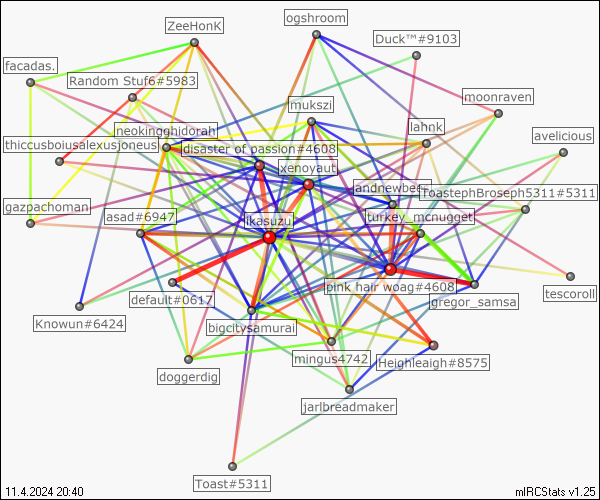 ogshroom
ZeeHonK
Duck™#9103
facadas.
Random Stuf6#5983
moonraven
mukszi
neokingghidorah
lahnk
avelicious
thiccusboiusalexusjoneus
disaster of passion#4608
xenoyaut
andnewbee
ToastephBroseph5311#5311
gazpachoman
asad#6947
ikasuzu
turkey_mcnugget
pink hair woag#4608
tescoroll
default#0617
gregor_samsa
Knowun#6424
bigcitysamurai
mingus4742
Heighleaigh#8575
doggerdig
jarlbreadmaker
Toast#5311
11.4.2024 20:40
mIRCStats v1.25